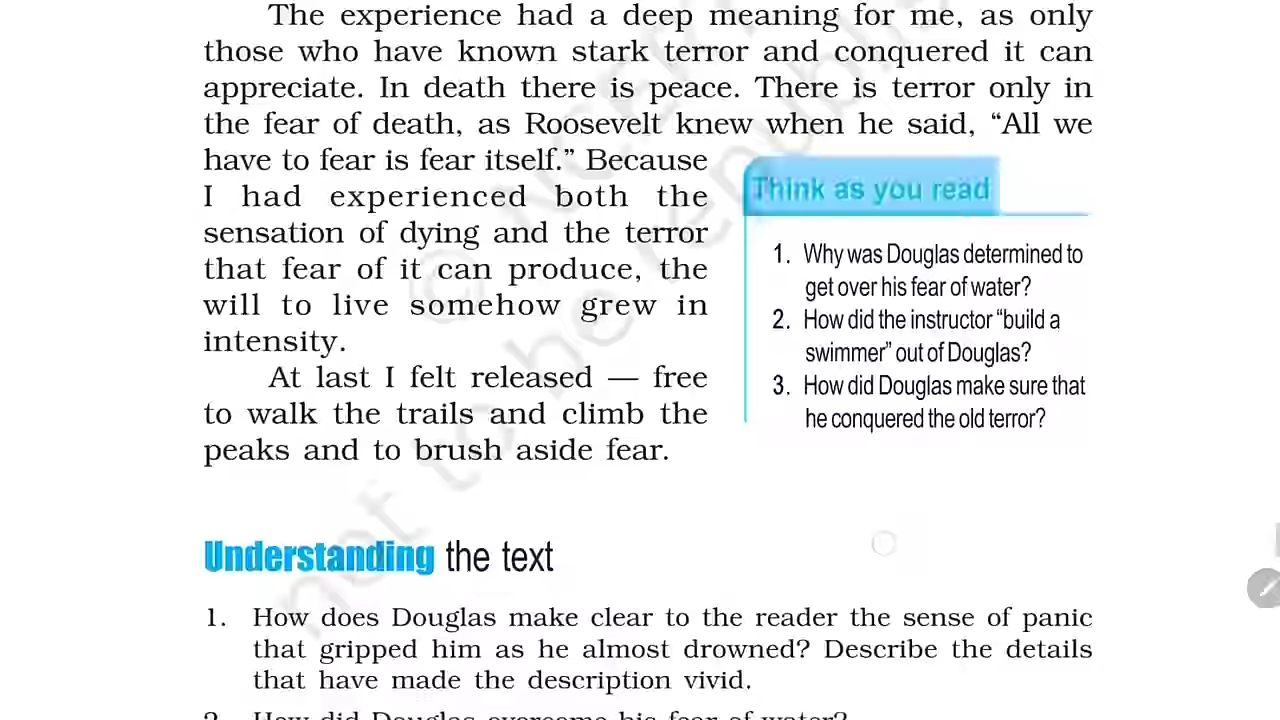 The experience had a deep meaning for me, as only
those who have known stark terror and conquered it can
appreciate. In death there is peace. There is terror only in
the fear of death, as Roosevelt knew when he said, “All we
have to fear is fear itself.” Because
I had experienced both the
sensation of dying and the terror
that fear of it can produce, the
will to live somehow grew in
intensity.
At last I felt released — free
to walk the trails and climb the
peaks and to brush aside fear.
Think as you read
1. Why was Douglas determined to
get over his fear of water?
2. How did the instructor “build a
swimmer” out of Douglas?
3. How did Douglas make sure that
he conquered the old terror?
Understanding the text
1. How does Douglas make clear to the reader the sense of panic
that gripped him as he almost drowned? Describe the details
that have made the description vivid.
2. How did Douglas overcome his fear of water?
© NCERT
not to be republis